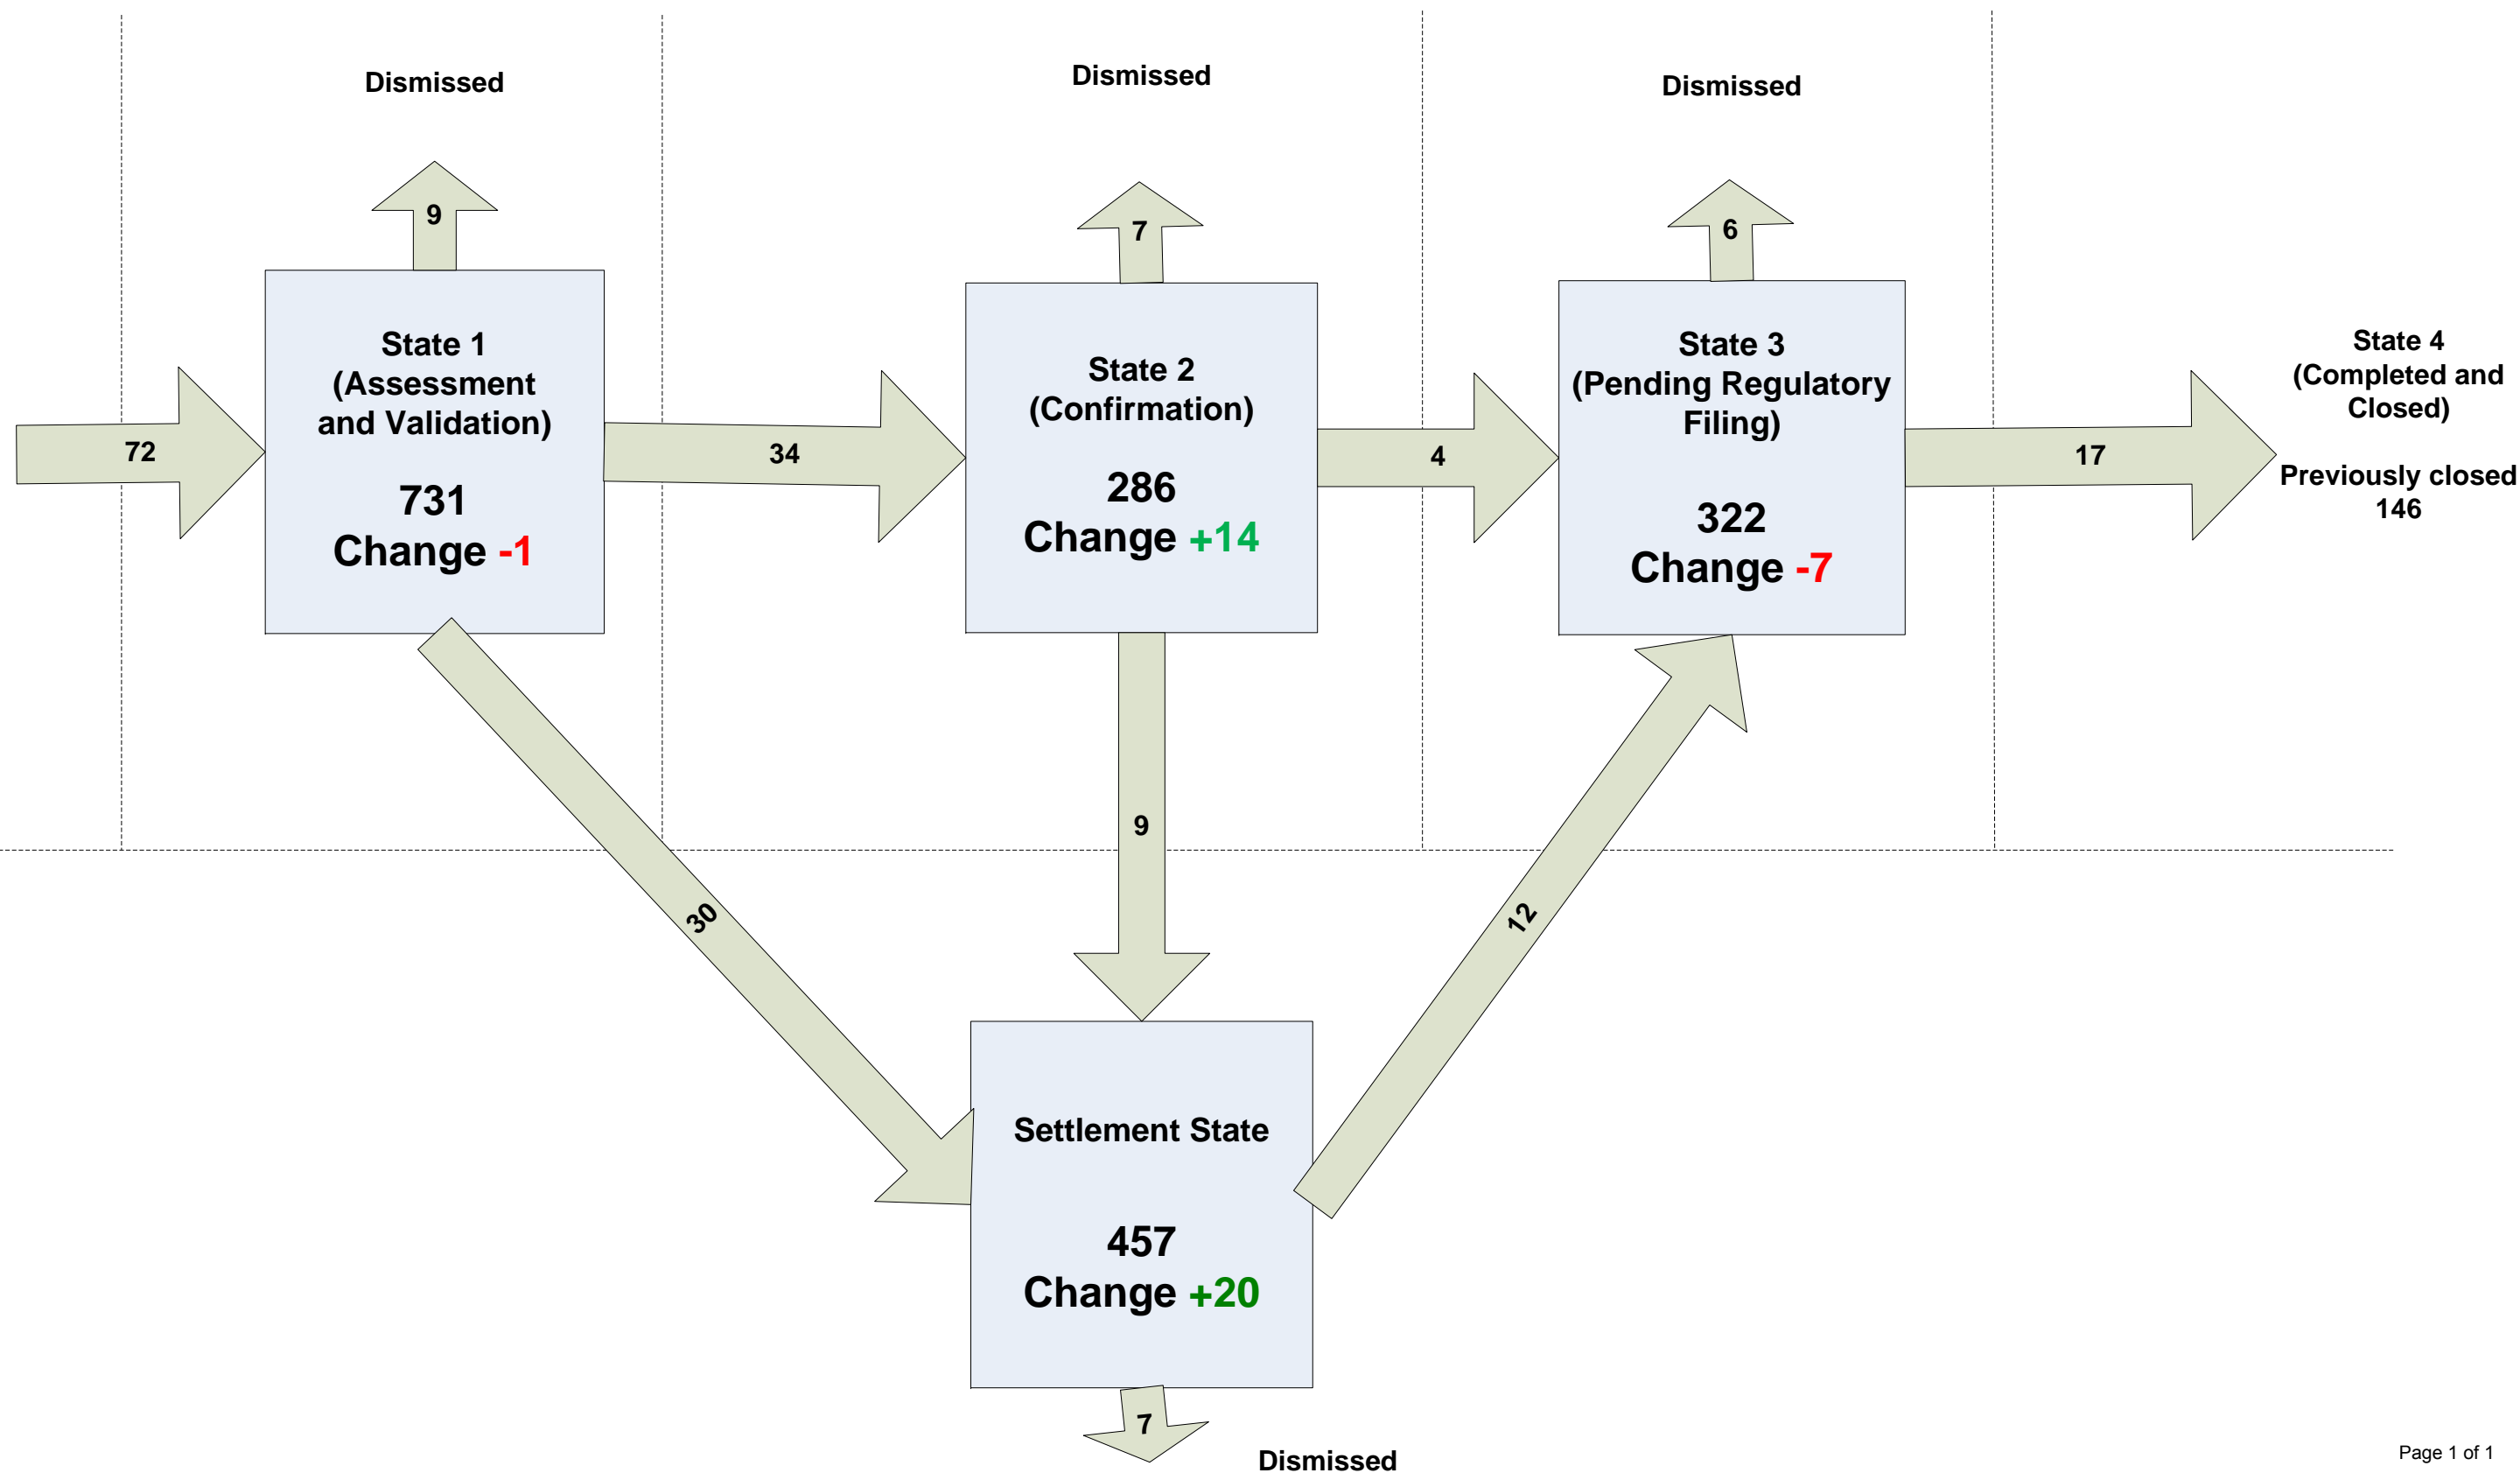 Dismissed
Dismissed
Dismissed
9
7
6
State 1
(Assessment
and Validation)
731
Change -1
State 2
(Confirmation)
286
Change +14
State 3
(Pending Regulatory
Filing)
322
Change -7
State 4
(Completed and
Closed)
Previously closed
146
72
34
4
17
9
30
12
Settlement State
457
Change +20
7
Dismissed
Page 1 of 1